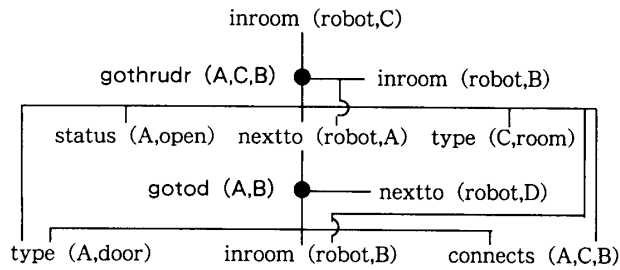 inroom (robot,C)
gothrudr (A,C,B) inroom (robot,B)
status (A,open) nextto (robot,A) type (C,room)
gotod (A,B) nextto (robot,D)
type (A,door) inroom (robot,B) connects (A,C,B)